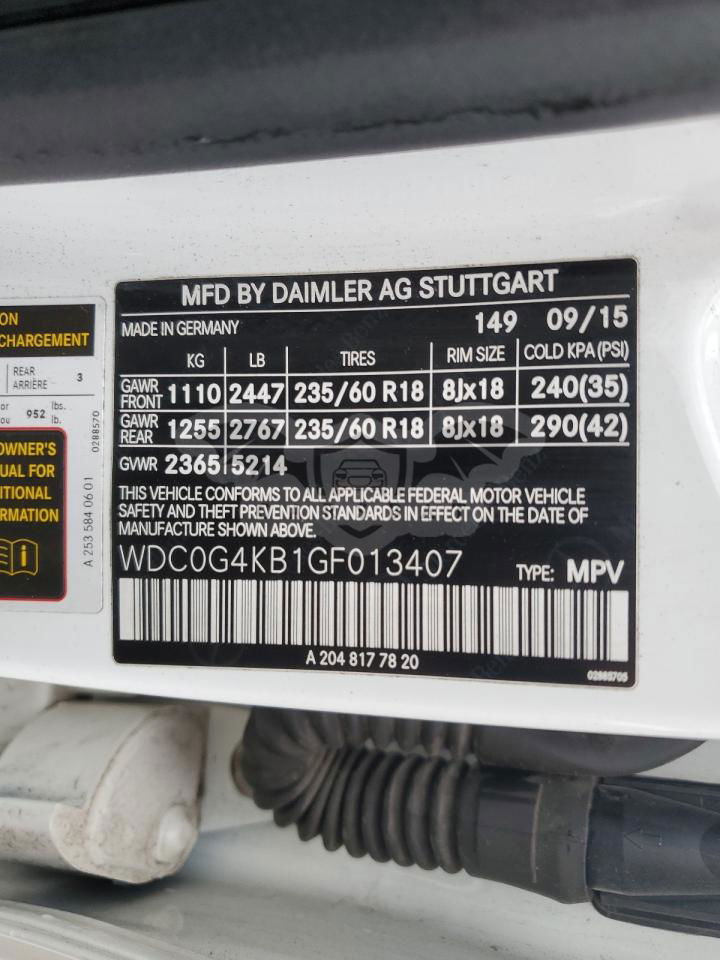 MFD BY DAIMLER AG STUTTGART
MADE IN GERMANY 149 09/15
KG LB TIRES RIM SIZE COLD KPA (PSI)
GAWR FRONT 1110 2447 235/60 R18 8Jx18 240(35)
GAWR REAR 1255 2767 235/60 R18 8Jx18 290(42)
GVWR 2365 5214
THIS VEHICLE CONFORMS TO ALL APPLICABLE FEDERAL MOTOR VEHICLE
SAFETY AND THEFT PREVENTION STANDARDS IN EFFECT ON THE DATE OF
MANUFACTURE SHOWN ABOVE.
WDC0G4KB1GF013407 TYPE: MPV
A 204 817 78 20
02885705
ON
CHARGEMENT
REAR
ARRIÈRE 3
or
ou 952 lbs.
lb.
0288570
OWNER'S
UAL FOR
ITIONAL
ORMATION
A 253 584 06 01